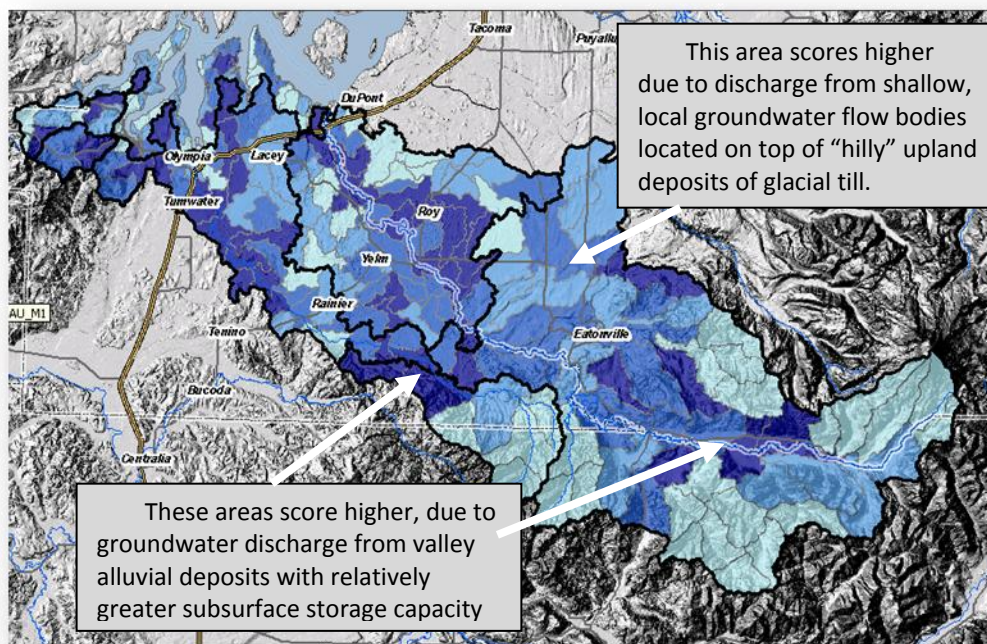 Tacoma
Puyallu
This area scores higher
due to discharge from shallow,
local groundwater flow bodies
located on top of “hilly” upland
deposits of glacial till.
DuPont
Olympia
Lacey
Tumwater
Roy
Yelm
AU_M1
Rainier
Tenino
Eatonville
Bucoda
Centralia
These areas score higher, due to
groundwater discharge from valley
alluvial deposits with relatively
greater subsurface storage capacity